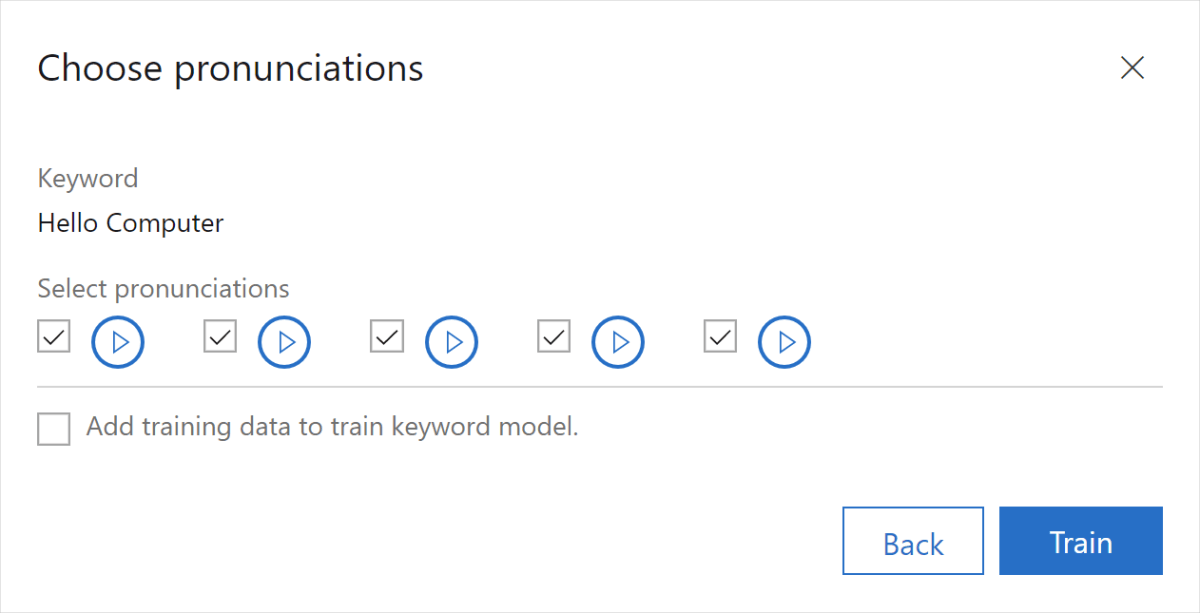 Choose pronunciations
Keyword
Hello Computer
Select pronunciations
Add training data to train keyword model.
Back
Train